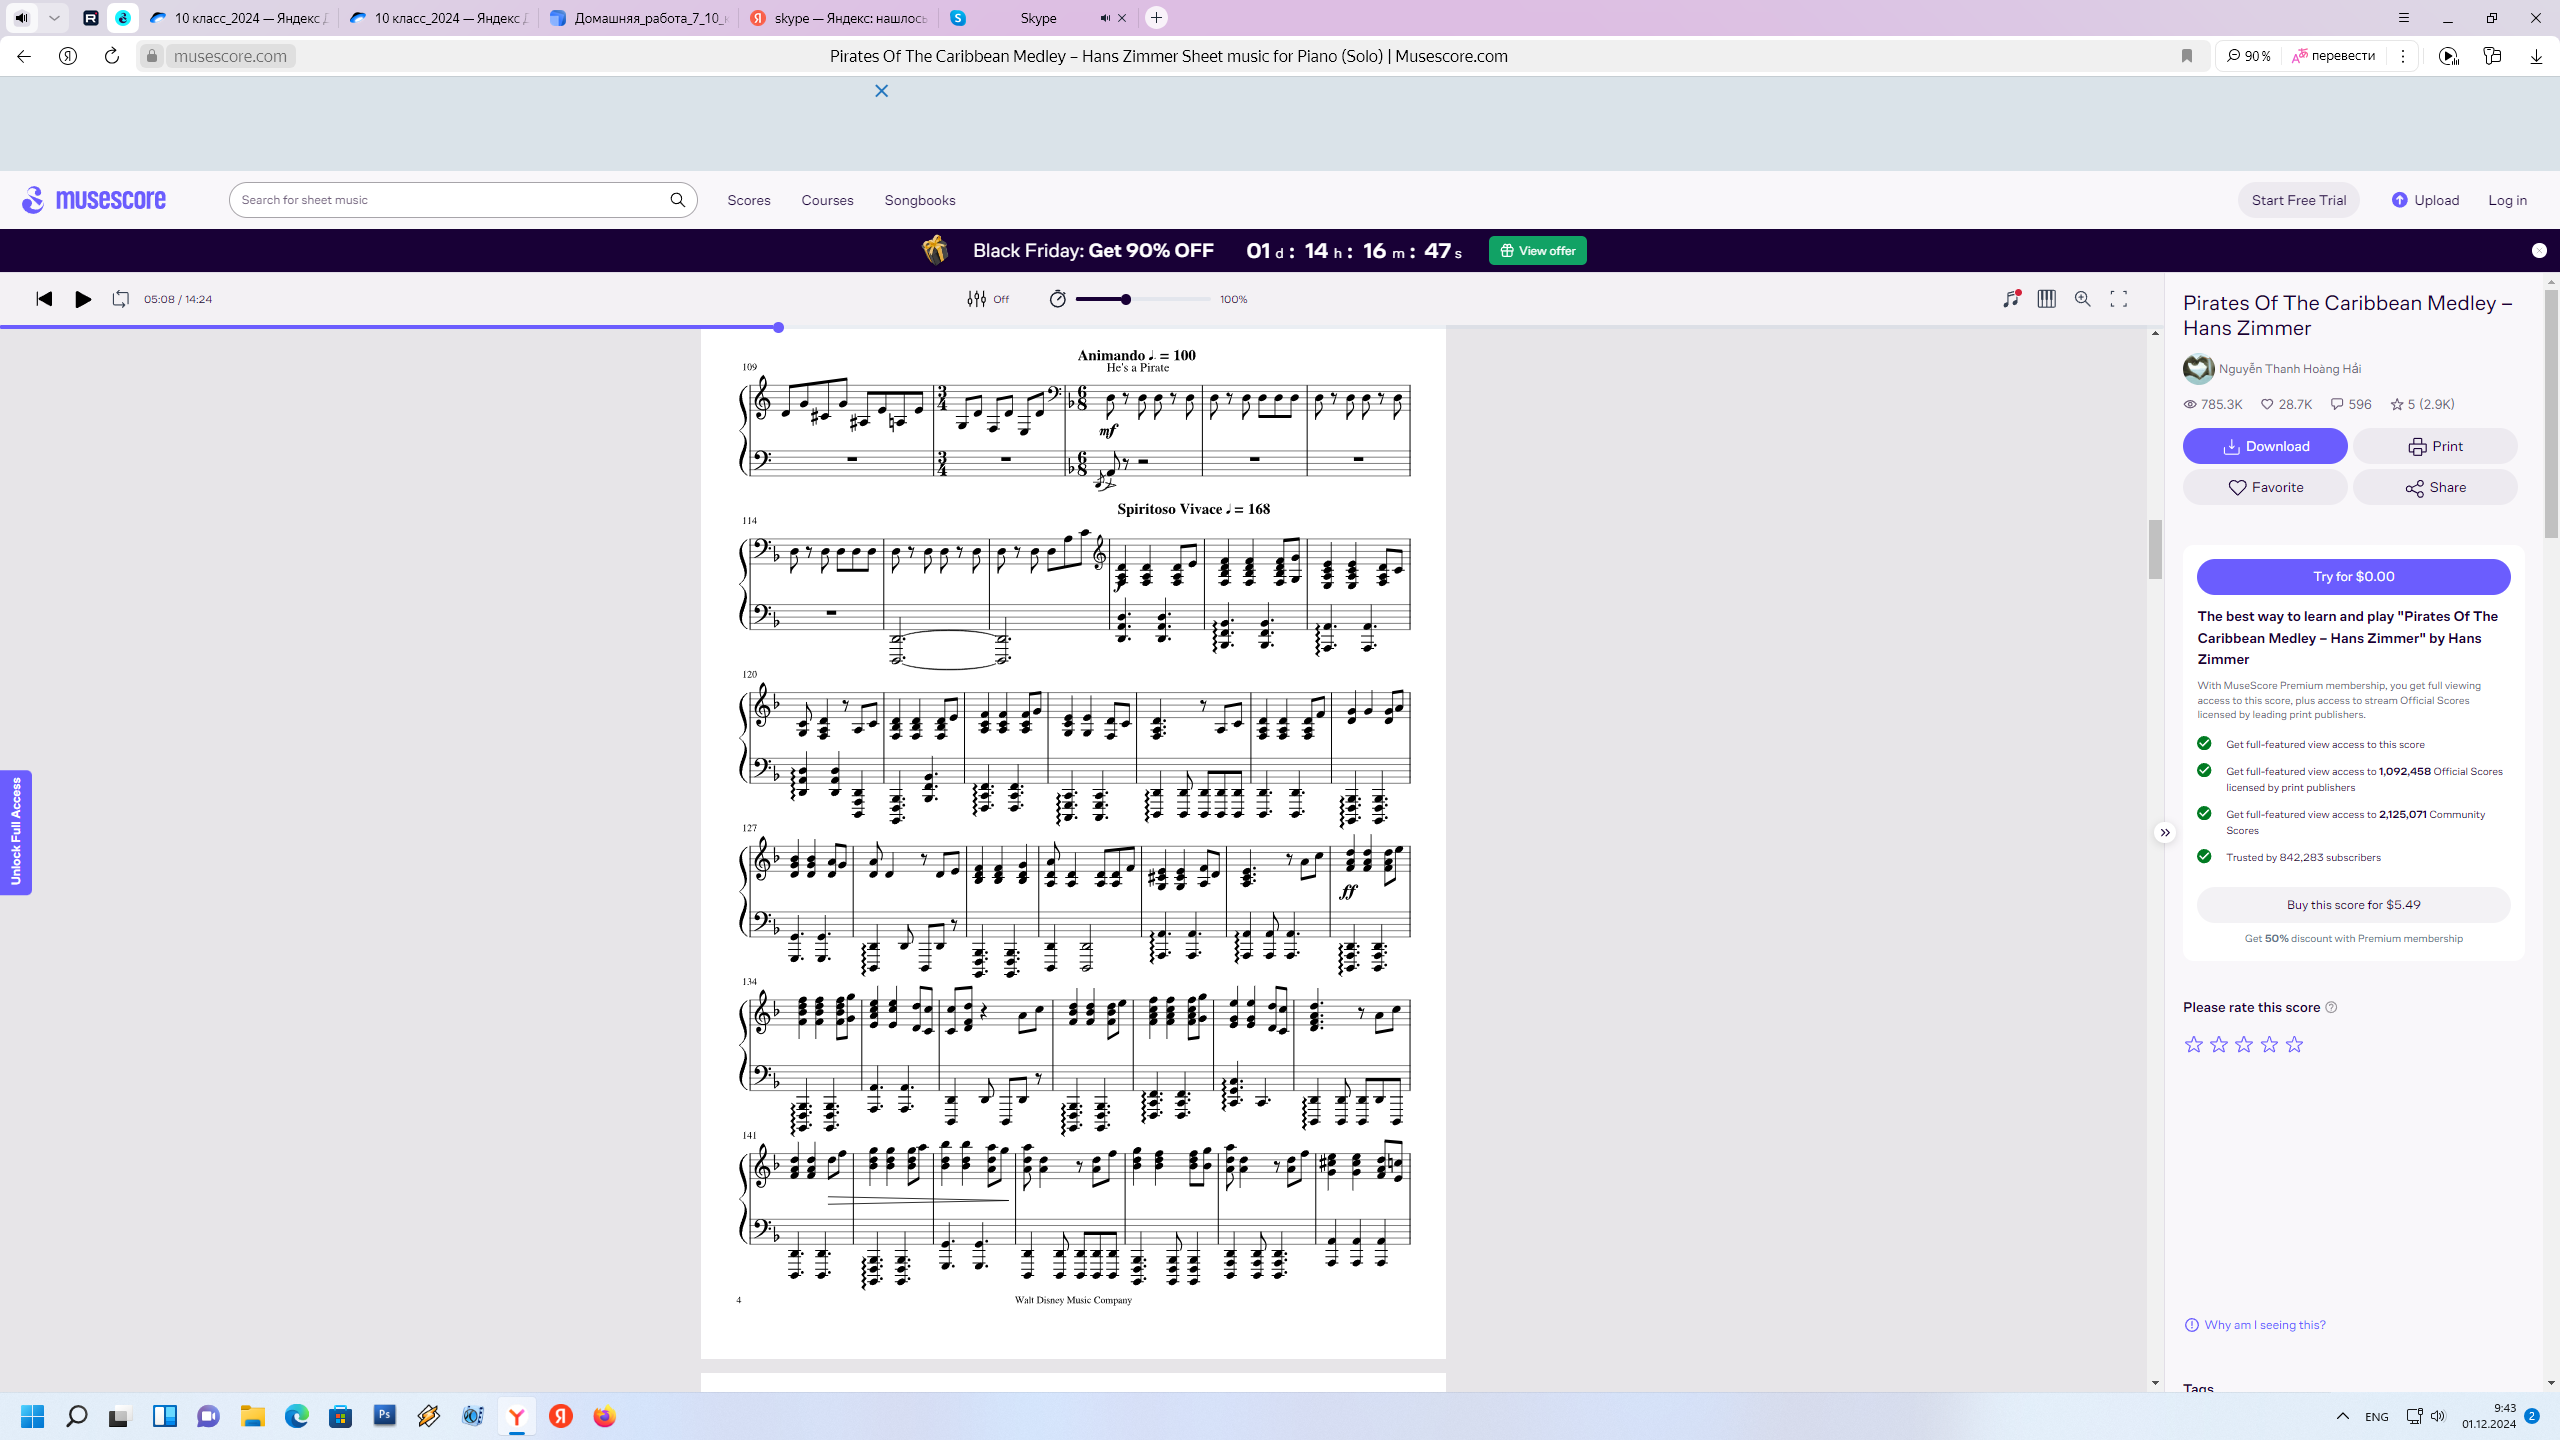 10 класс_2024 — Яндекс Д
10 класс_2024 — Яндекс Д
Домашняя_работа_7_10_к
skype — Яндекс: нашлось
Skype
musescore.com
Pirates Of The Caribbean Medley – Hans Zimmer Sheet music for Piano (Solo) | Musescore.com
90 %
перевести
musescore
Search for sheet music
Scores
Courses
Songbooks
Start Free Trial
Upload
Log in
Black Friday: Get 90% OFF
01 d : 14 h : 16 m : 47 s
View offer
05:08 / 14:24
Off
100%
Animando ♩. = 100
He's a Pirate
109
mf
Spiritoso Vivace ♩ = 168
114
f
120
127
ff
134
141
4
Walt Disney Music Company
Unlock Full Access
Pirates Of The Caribbean Medley –
Hans Zimmer
Nguyễn Thanh Hoàng Hải
785.3K
28.7K
596
5 (2.9K)
Download
Print
Favorite
Share
Try for $0.00
The best way to learn and play "Pirates Of The
Caribbean Medley – Hans Zimmer" by Hans
Zimmer
With MuseScore Premium membership, you get full viewing
access to this score, plus access to stream Official Scores
licensed by leading print publishers.
Get full-featured view access to this score
Get full-featured view access to 1,092,458 Official Scores
licensed by print publishers
Get full-featured view access to 2,125,071 Community
Scores
Trusted by 842,283 subscribers
Buy this score for $5.49
Get 50% discount with Premium membership
Please rate this score
Why am I seeing this?
Tags
ENG
9:43
01.12.2024
2